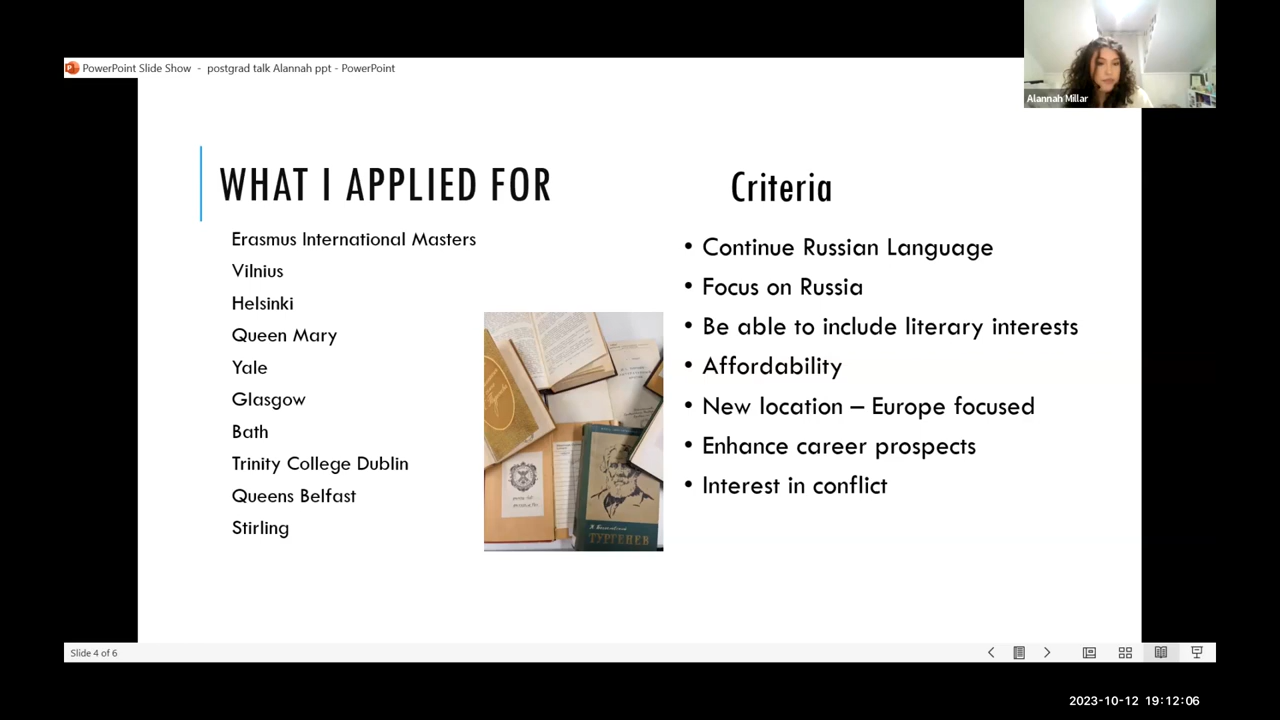 PowerPoint Slide Show - postgrad talk Alannah ppt - PowerPoint
Alannah Millar
WHAT I APPLIED FOR
Erasmus International Masters
Vilnius
Helsinki
Queen Mary
Yale
Glasgow
Bath
Trinity College Dublin
Queens Belfast
Stirling
ТУРГЕНЕВ
Criteria
• Continue Russian Language
• Focus on Russia
• Be able to include literary interests
• Affordability
• New location – Europe focused
• Enhance career prospects
• Interest in conflict
Slide 4 of 6
2023-10-12 19:12:06